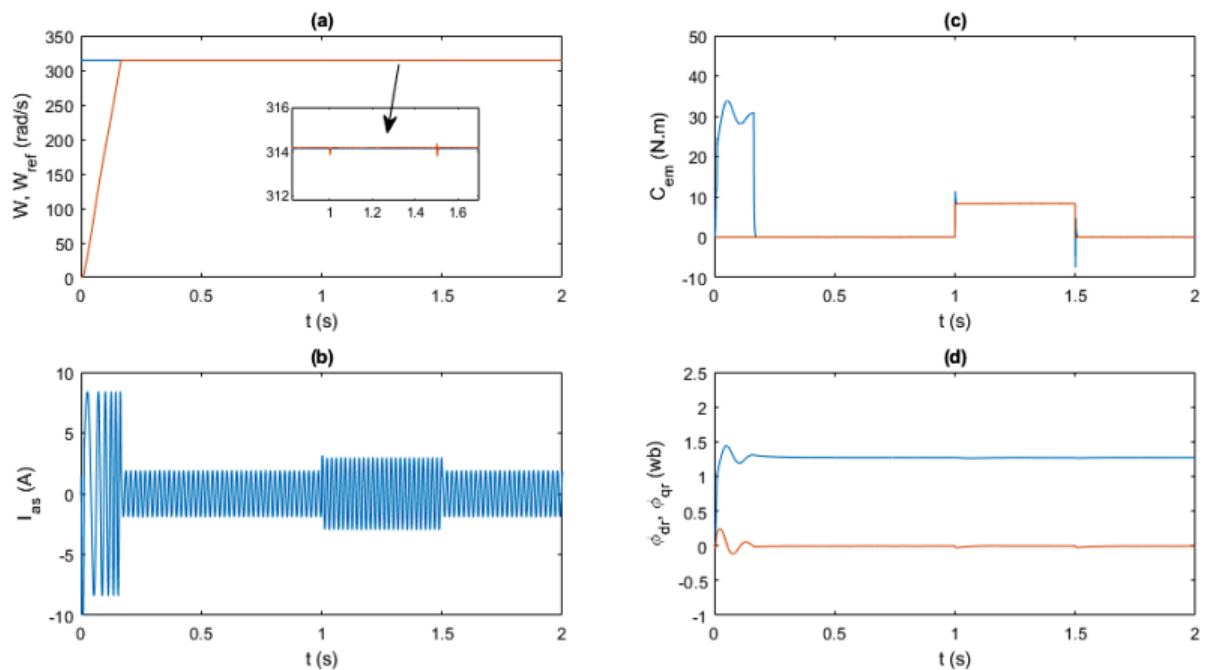 (a)
350
300
250
200
150
100
50
0
W, W_ref (rad/s)
316
314
312
1 1.2 1.4 1.6
0 0.5 1 1.5 2
t (s)
(c)
50
40
30
20
10
0
-10
C_em (N.m)
0 0.5 1 1.5 2
t (s)
(b)
10
5
0
-5
-10
I_as (A)
0 0.5 1 1.5 2
t (s)
(d)
2.5
2
1.5
1
0.5
0
-0.5
-1
ϕ_dr, ϕ_qr (wb)
0 0.5 1 1.5 2
t (s)